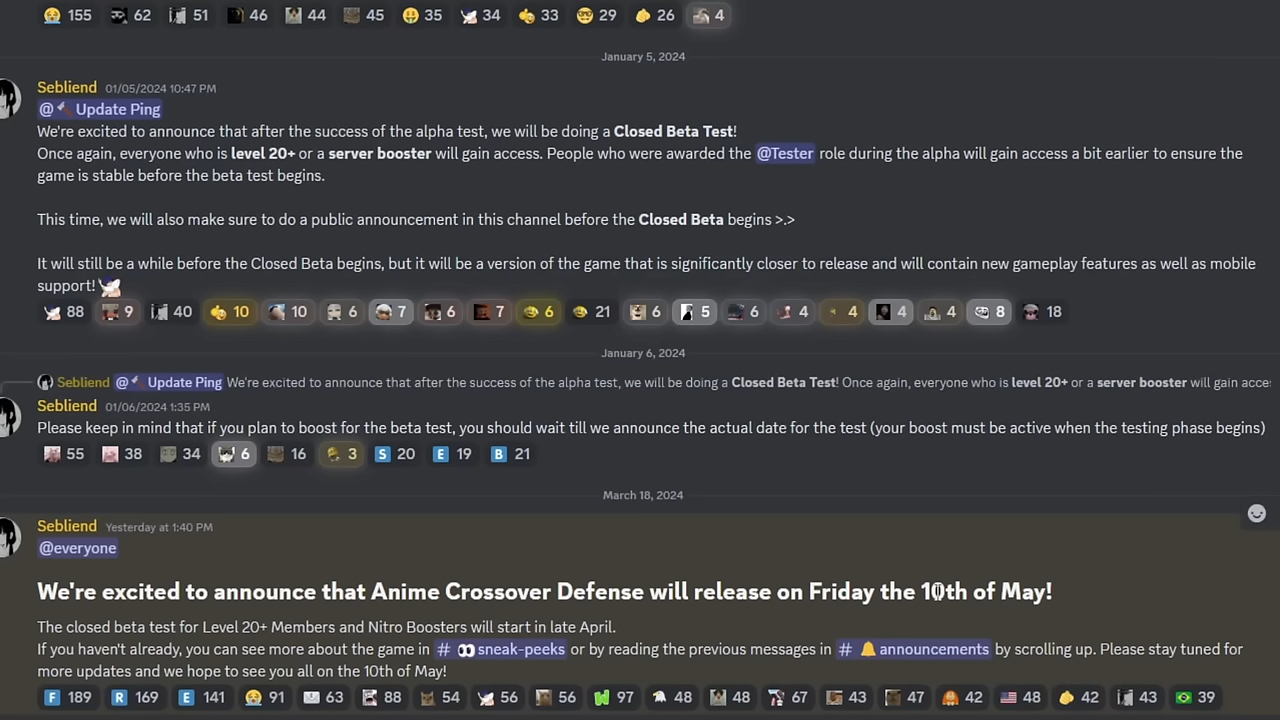 155 62 51 46 44 45 35 34 33 29 26 4
January 5, 2024
Sebliend 01/05/2024 10:47 PM
@ Update Ping
We're excited to announce that after the success of the alpha test, we will be doing a Closed Beta Test!
Once again, everyone who is level 20+ or a server booster will gain access. People who were awarded the @Tester role during the alpha will gain access a bit earlier to ensure the
game is stable before the beta test begins.
This time, we will also make sure to do a public announcement in this channel before the Closed Beta begins >.>
It will still be a while before the Closed Beta begins, but it will be a version of the game that is significantly closer to release and will contain new gameplay features as well as mobile
support!
88 9 40 10 10 6 7 6 7 6 21 6 5 6 4 4 4 4 8 18
January 6, 2024
Sebliend @ Update Ping We're excited to announce that after the success of the alpha test, we will be doing a Closed Beta Test! Once again, everyone who is level 20+ or a server booster will gain acce
Sebliend 01/06/2024 1:35 PM
Please keep in mind that if you plan to boost for the beta test, you should wait till we announce the actual date for the test (your boost must be active when the testing phase begins)
55 38 34 6 16 3 S 20 E 19 B 21
March 18, 2024
Sebliend Yesterday at 1:40 PM
@everyone
We're excited to announce that Anime Crossover Defense will release on Friday the 10th of May!
The closed beta test for Level 20+ Members and Nitro Boosters will start in late April.
If you haven't already, you can see more about the game in # sneak-peeks or by reading the previous messages in # announcements by scrolling up. Please stay tuned for
more updates and we hope to see you all on the 10th of May!
F 189 R 169 E 141 91 63 88 54 56 56 97 48 48 67 43 47 42 48 42 43 39